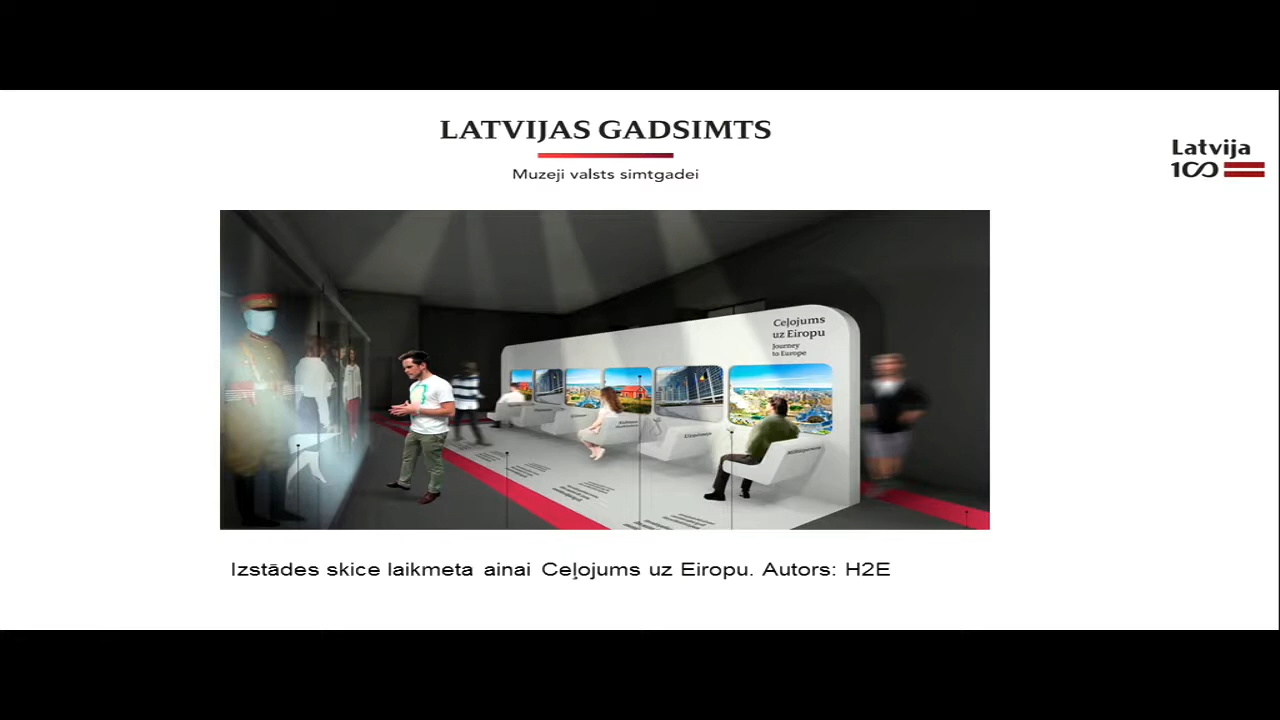 LATVIJAS GADSIMTS
Muzeji valsts simtgadei
Latvija
100
Ceļojums
uz Eiropu
Journey
to Europe
Izstādes skice laikmeta ainai Ceļojums uz Eiropu. Autors: H2E